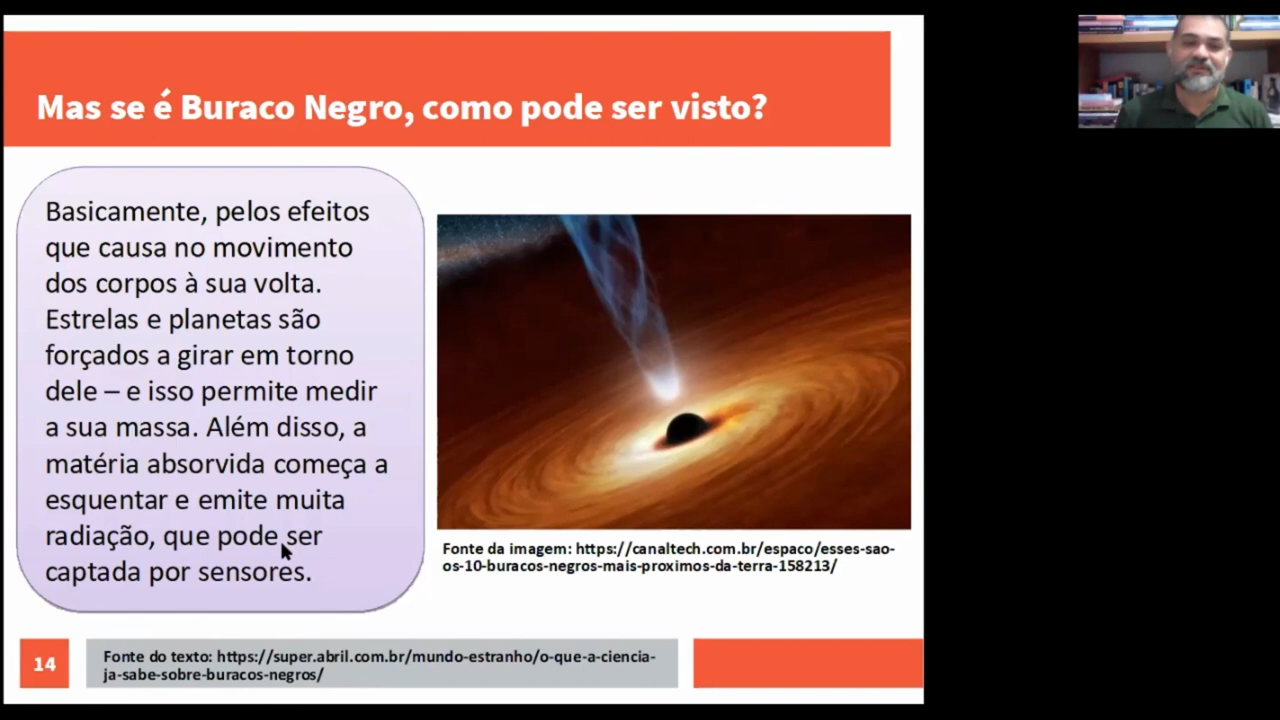 Mas se é Buraco Negro, como pode ser visto?
Basicamente, pelos efeitos
que causa no movimento
dos corpos à sua volta.
Estrelas e planetas são
forçados a girar em torno
dele – e isso permite medir
a sua massa. Além disso, a
matéria absorvida começa a
esquentar e emite muita
radiação, que pode ser
captada por sensores.
Fonte da imagem: https://canaltech.com.br/espaco/esses-sao-
os-10-buracos-negros-mais-proximos-da-terra-158213/
14
Fonte do texto: https://super.abril.com.br/mundo-estranho/o-que-a-ciencia-
ja-sabe-sobre-buracos-negros/